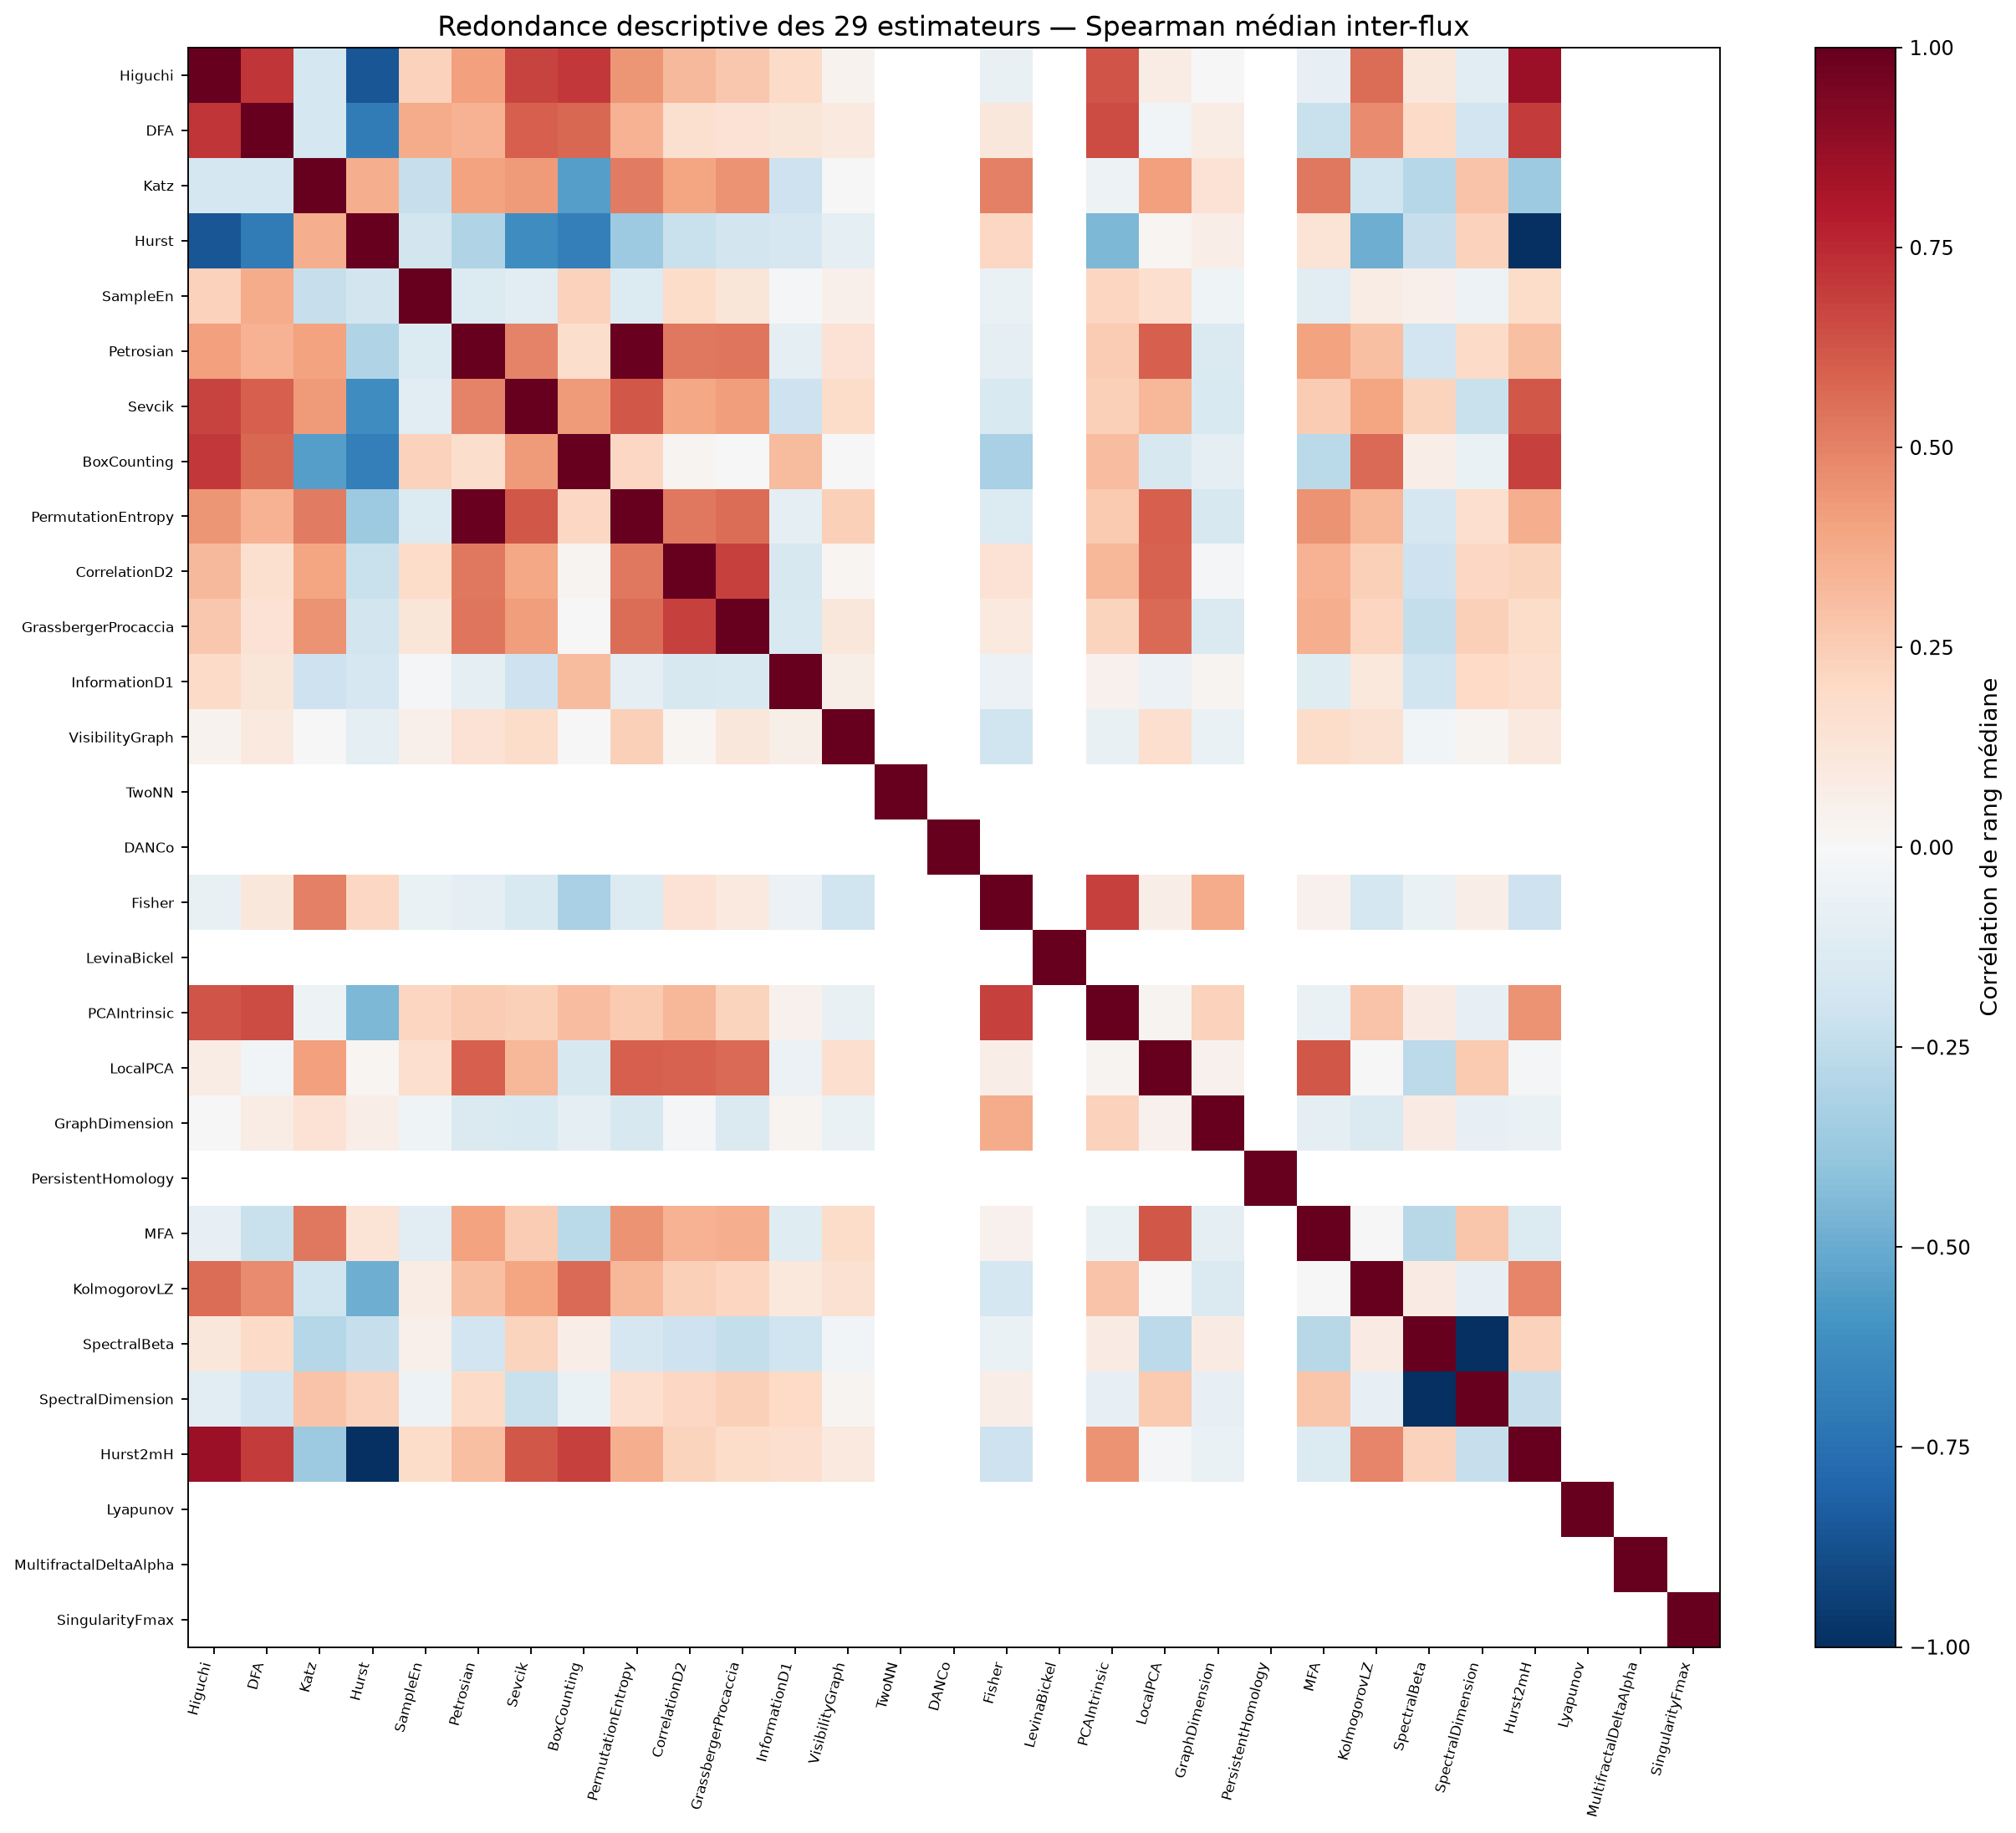 Redondance descriptive des 29 estimateurs — Spearman médian inter-flux
Higuchi
DFA
Katz
Hurst
SampleEn
Petrosian
Sevcik
BoxCounting
PermutationEntropy
CorrelationD2
GrassbergerProcaccia
InformationD1
VisibilityGraph
TwoNN
DANCo
Fisher
LevinaBickel
PCAIntrinsic
LocalPCA
GraphDimension
PersistentHomology
MFA
KolmogorovLZ
SpectralBeta
SpectralDimension
Hurst2mH
Lyapunov
MultifractalDeltaAlpha
SingularityFmax
Higuchi
DFA
Katz
Hurst
SampleEn
Petrosian
Sevcik
BoxCounting
PermutationEntropy
CorrelationD2
GrassbergerProcaccia
InformationD1
VisibilityGraph
TwoNN
DANCo
Fisher
LevinaBickel
PCAIntrinsic
LocalPCA
GraphDimension
PersistentHomology
MFA
KolmogorovLZ
SpectralBeta
SpectralDimension
Hurst2mH
Lyapunov
MultifractalDeltaAlpha
SingularityFmax
1.00
0.75
0.50
0.25
0.00
−0.25
−0.50
−0.75
−1.00
Corrélation de rang médiane